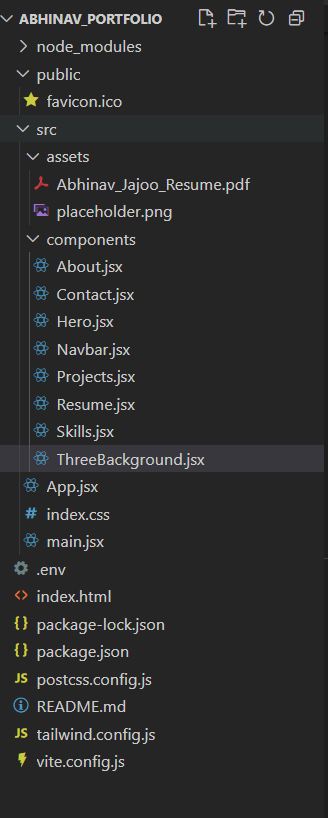 ABHINAV_PORTFOLIO
node_modules
public
favicon.ico
src
assets
Abhinav_Jajoo_Resume.pdf
placeholder.png
components
About.jsx
Contact.jsx
Hero.jsx
Navbar.jsx
Projects.jsx
Resume.jsx
Skills.jsx
ThreeBackground.jsx
App.jsx
# index.css
main.jsx
.env
<> index.html
{} package-lock.json
{} package.json
JS postcss.config.js
README.md
JS tailwind.config.js
vite.config.js